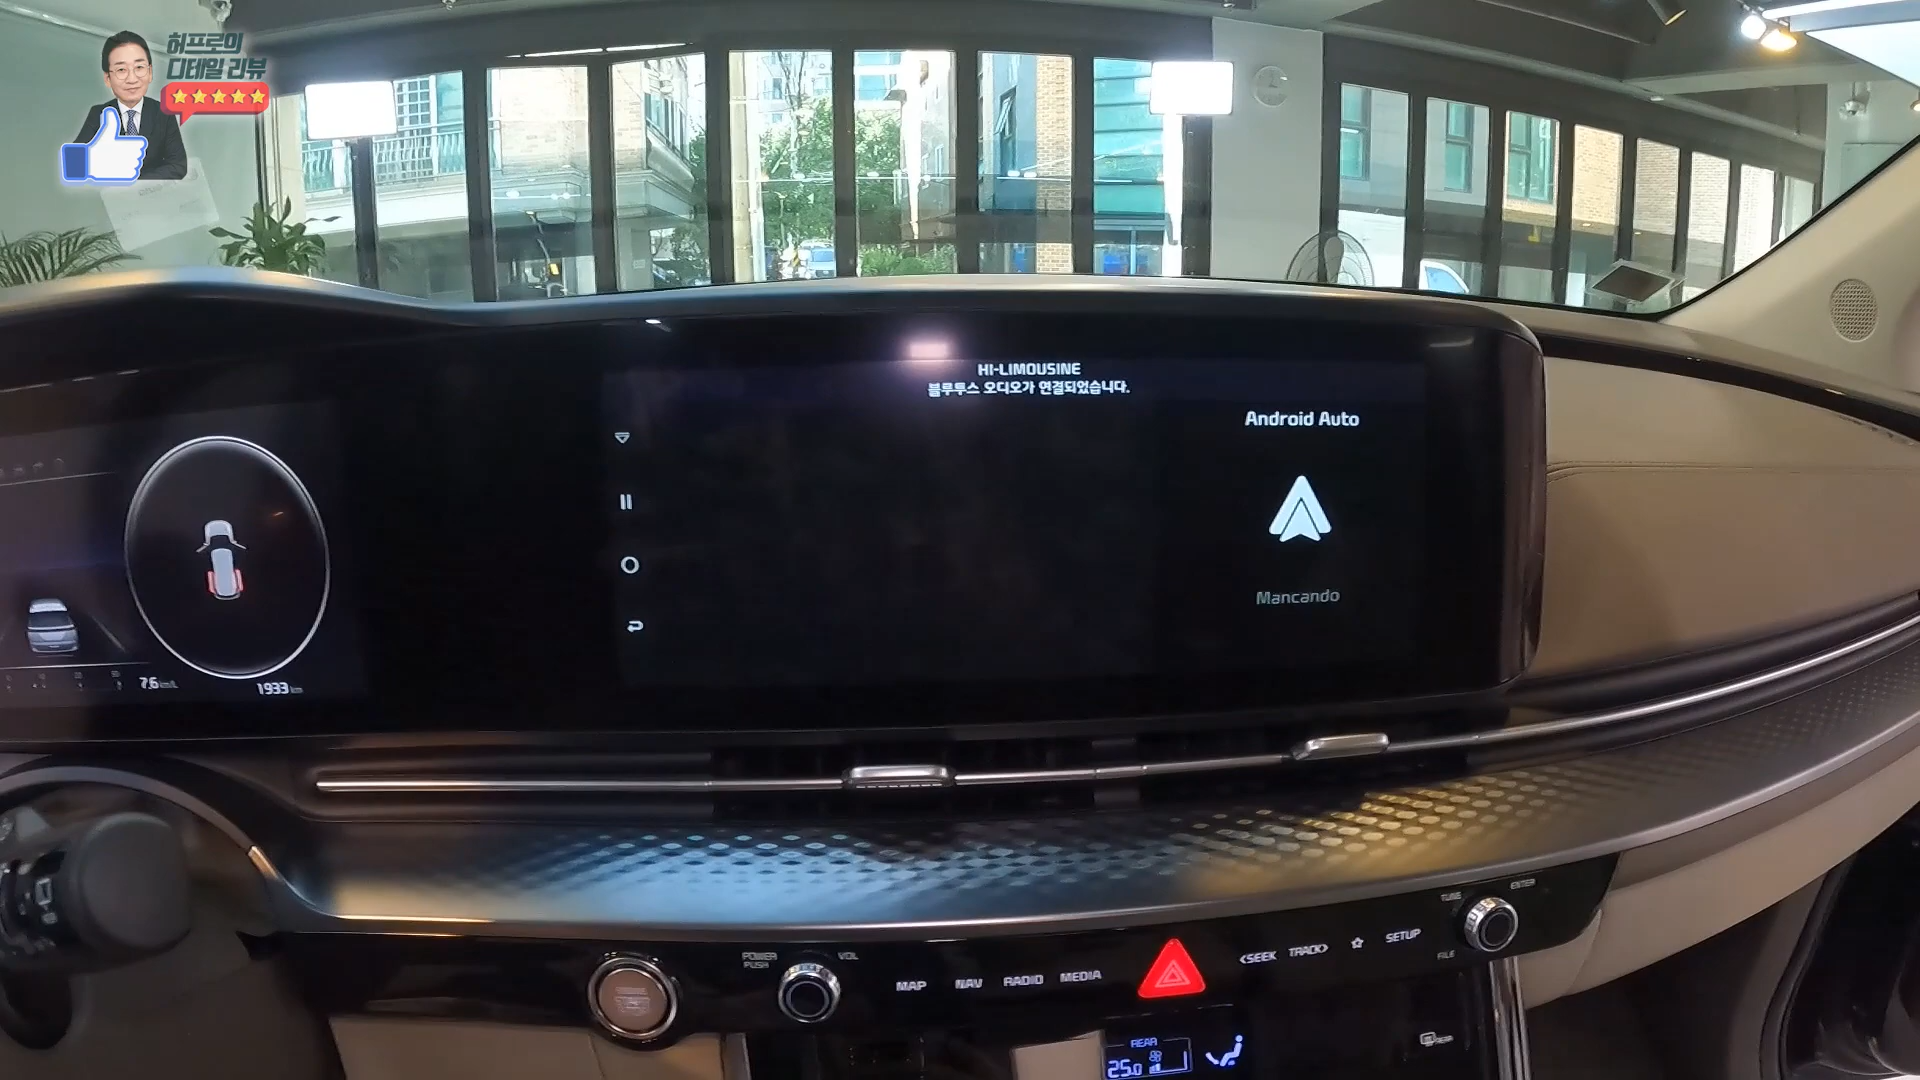 허프로의
디테일 리뷰
HI-LIMOUSINE
블루투스 오디오가 연결되었습니다.
Android Auto
Mancando
7.6 km/L
1933 km
POWER
PUSH
VOL
MAP
NAV
RADIO
MEDIA
<SEEK
TRACK>
SETUP
TUNE
FILE
ENTER
REAR
25.0